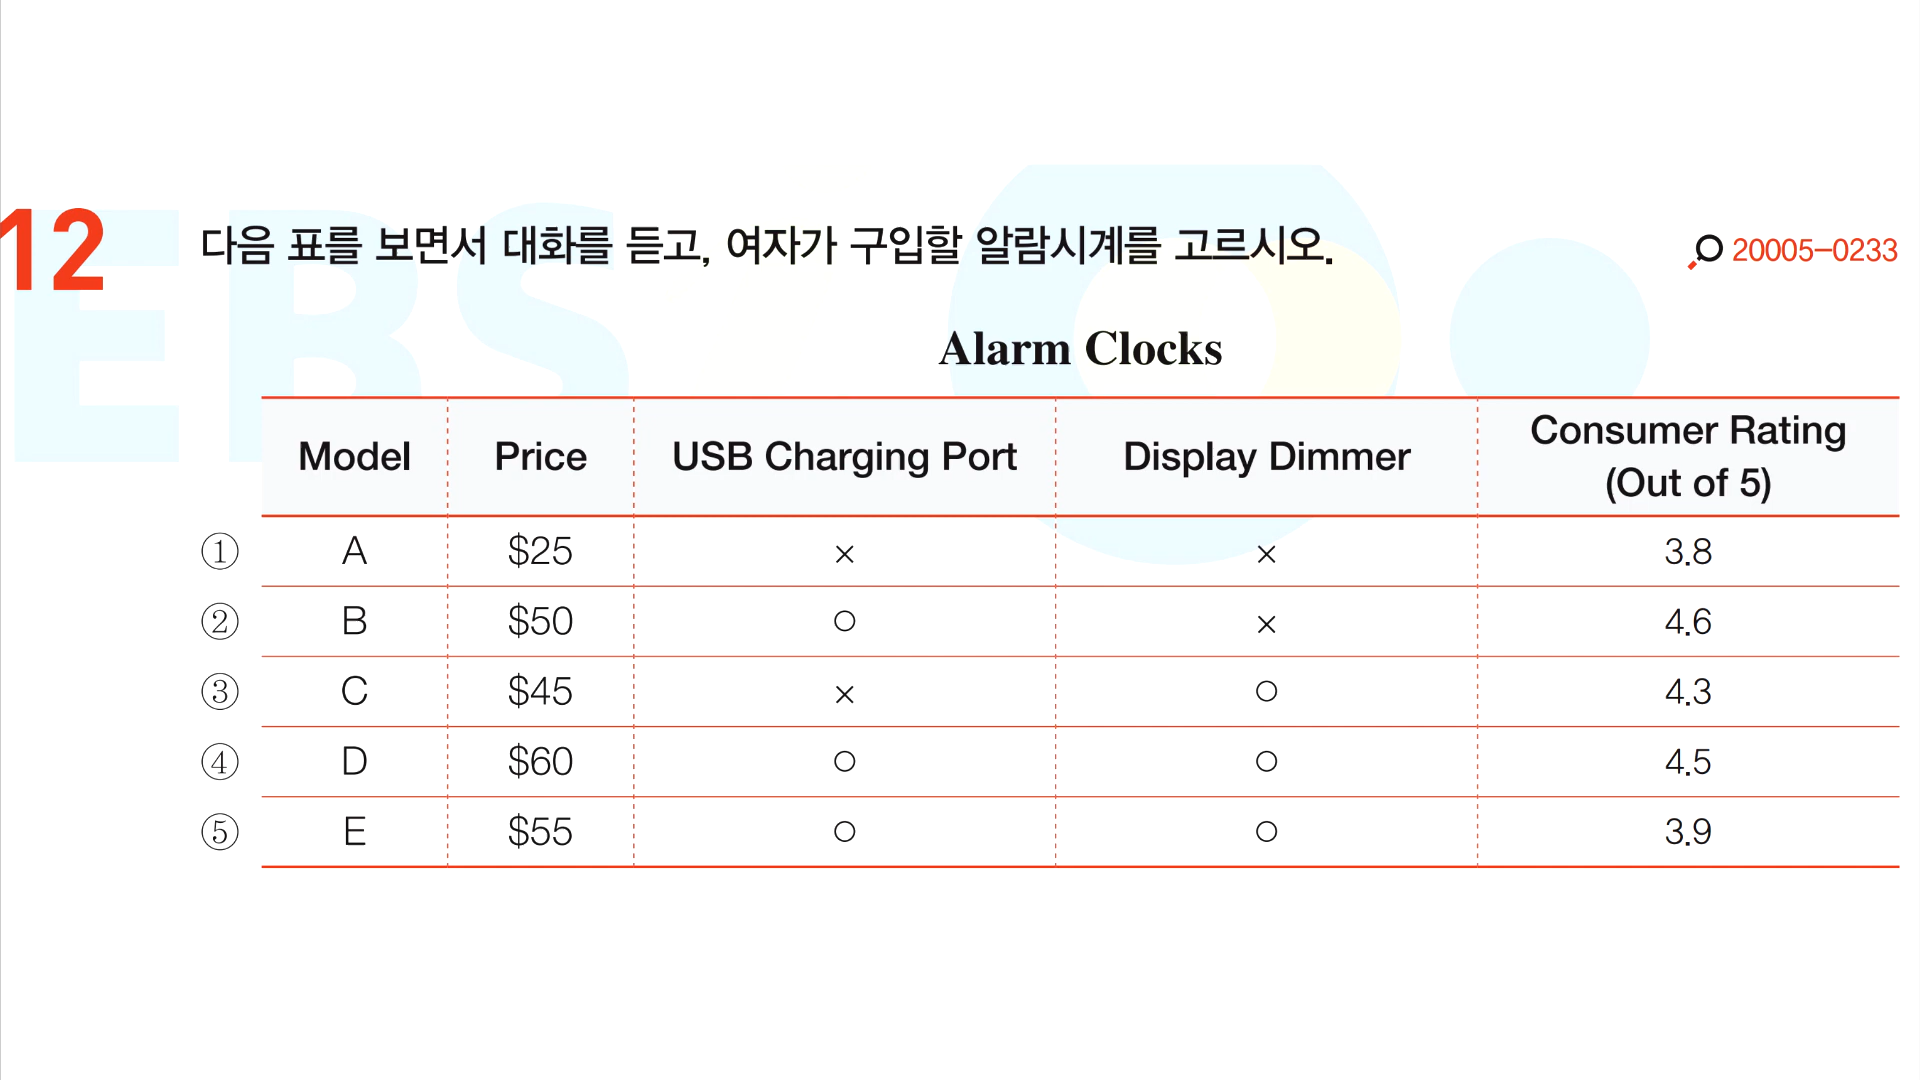 EBS
12 다음 표를 보면서 대화를 듣고, 여자가 구입할 알람시계를 고르시오. 20005-0233
Alarm Clocks
Model Price USB Charging Port Display Dimmer Consumer Rating (Out of 5)
① A $25 × × 3.8
② B $50 ○ × 4.6
③ C $45 × ○ 4.3
④ D $60 ○ ○ 4.5
⑤ E $55 ○ ○ 3.9